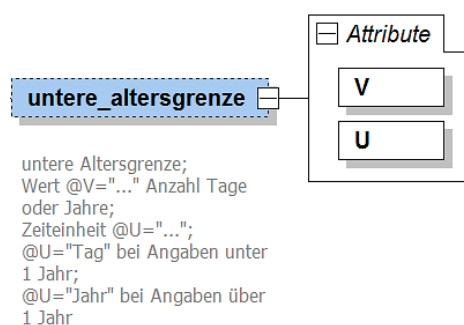 Attribute
untere_altersgrenze
V
U
untere Altersgrenze;
Wert @V="..." Anzahl Tage
oder Jahre;
Zeiteinheit @U="...";
@U="Tag" bei Angaben unter
1 Jahr;
@U="Jahr" bei Angaben über
1 Jahr